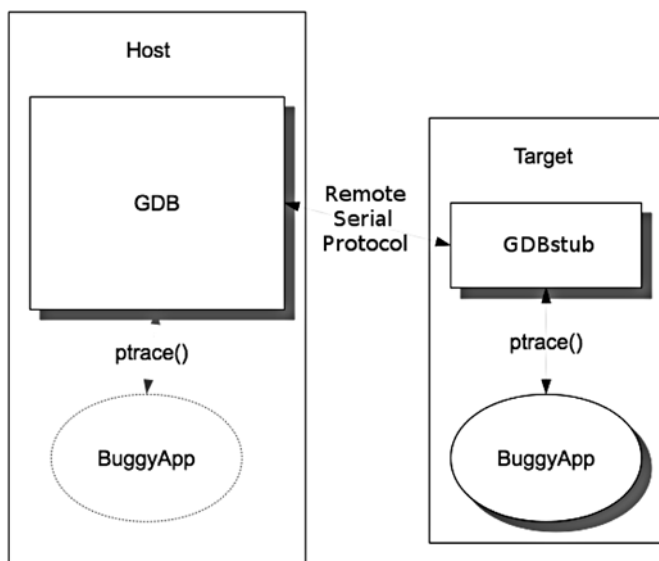 Host
GDB
ptrace()
BuggyApp
Remote
Serial
Protocol
Target
GDBstub
ptrace()
BuggyApp